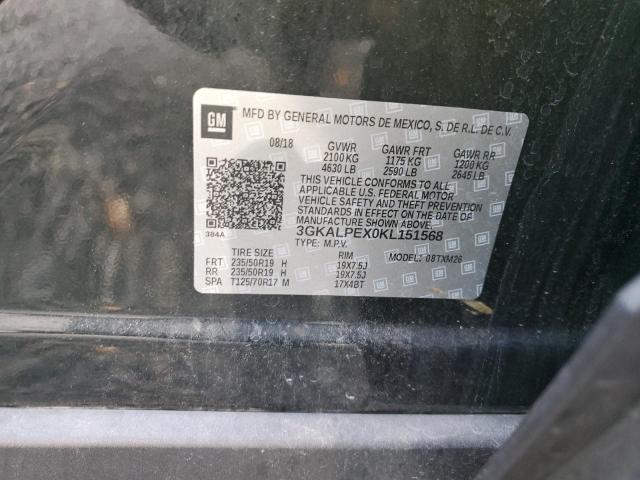 GM
MFD BY GENERAL MOTORS DE MEXICO, S. DE R.L. DE C.V.
08/18 GVWR GAWR FRT GAWR RR
2100 KG 1175 KG 1200 KG
4630 LB 2590 LB 2645 LB
THIS VEHICLE CONFORMS TO ALL
APPLICABLE U.S. FEDERAL MOTOR
VEHICLE SAFETY AND THEFT PREVENTION
STANDARDS IN EFFECT ON THE DATE OF
MANUFACTURE SHOWN ABOVE.
384A
3GKALPEX0KL151568
TYPE: M.P.V. MODEL: 08TXM26
TIRE SIZE RIM
FRT 235/50R19 H 19X7.5J
RR 235/50R19 H 19X7.5J
SPA T125/70R17 M 17X4BT